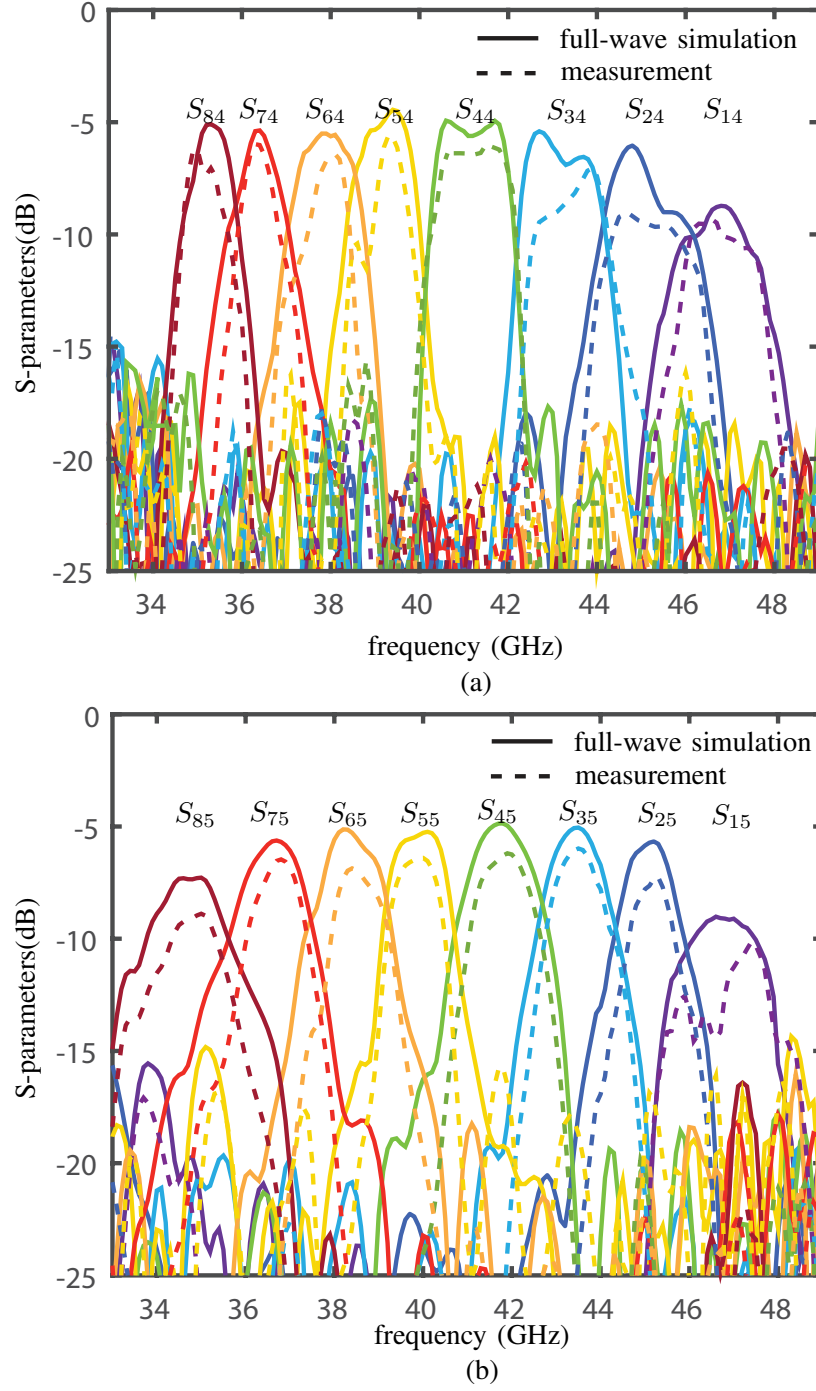 0
-5
-10
-15
-20
-25
S-parameters(dB)
full-wave simulation
measurement
S84 S74 S64 S54 S44 S34 S24 S14
34 36 38 40 42 44 46 48
frequency (GHz)
(a)
0
-5
-10
-15
-20
-25
S-parameters(dB)
full-wave simulation
measurement
S85 S75 S65 S55 S45 S35 S25 S15
34 36 38 40 42 44 46 48
frequency (GHz)
(b)